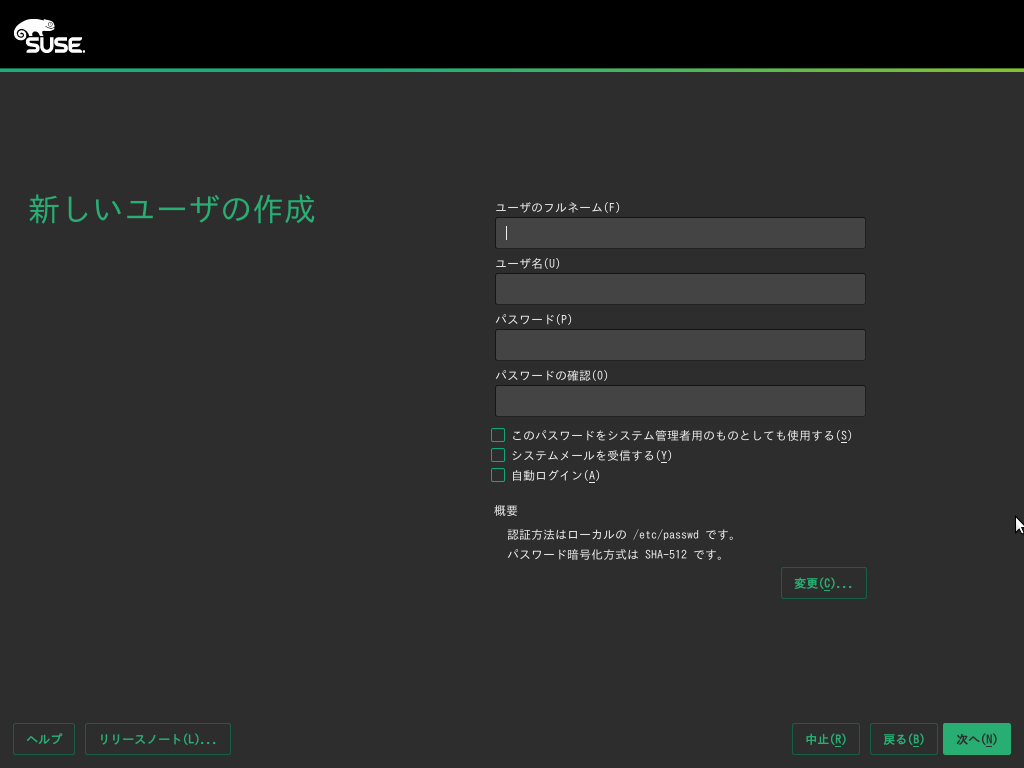 SUSE.
新しいユーザの作成
ユーザのフルネーム(F)
ユーザ名(U)
パスワード(P)
パスワードの確認(O)
このパスワードをシステム管理者用のものとしても使用する(S)
システムメールを受信する(Y)
自動ログイン(A)
概要
認証方法はローカルの /etc/passwd です。
パスワード暗号化方式は SHA-512 です。
変更(C)...
ヘルプ
リリースノート(L)...
中止(R)
戻る(B)
次へ(N)